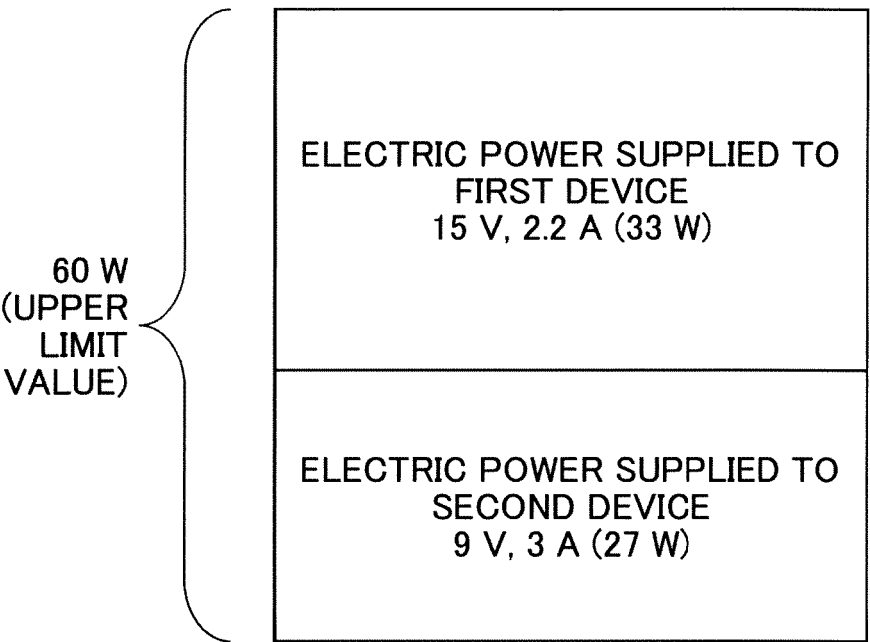 60 W
(UPPER
LIMIT
VALUE)
ELECTRIC POWER SUPPLIED TO
FIRST DEVICE
15 V, 2.2 A (33 W)
ELECTRIC POWER SUPPLIED TO
SECOND DEVICE
9 V, 3 A (27 W)